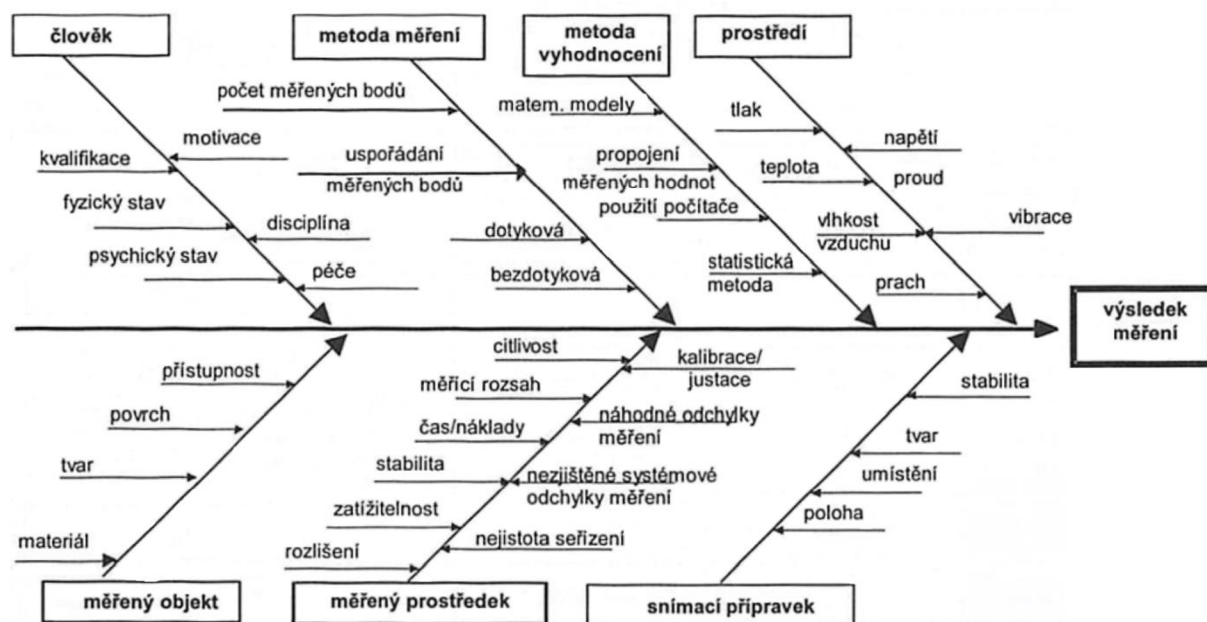 člověk
metoda měření
metoda
vyhodnocení
prostředí
počet měřených bodů
matem. modely
tlak
motivace
napětí
kvalifikace
uspořádání
měřených bodů
propojení
měřených hodnot
teplota
proud
fyzický stav
použití počítače
disciplína
dotyková
vlhkost
vzduchu
vibrace
psychický stav
péče
bezdotyková
statistická
metoda
prach
výsledek
měření
citlivost
kalibrace/
justace
přístupnost
měřící rozsah
stabilita
povrch
čas/náklady
náhodné odchylky
měření
tvar
tvar
stabilita
nezjištěné systémové
odchylky měření
umístění
zatížitelnost
poloha
materiál
rozlišení
nejistota seřízení
měřený objekt
měřený prostředek
snímací přípravek